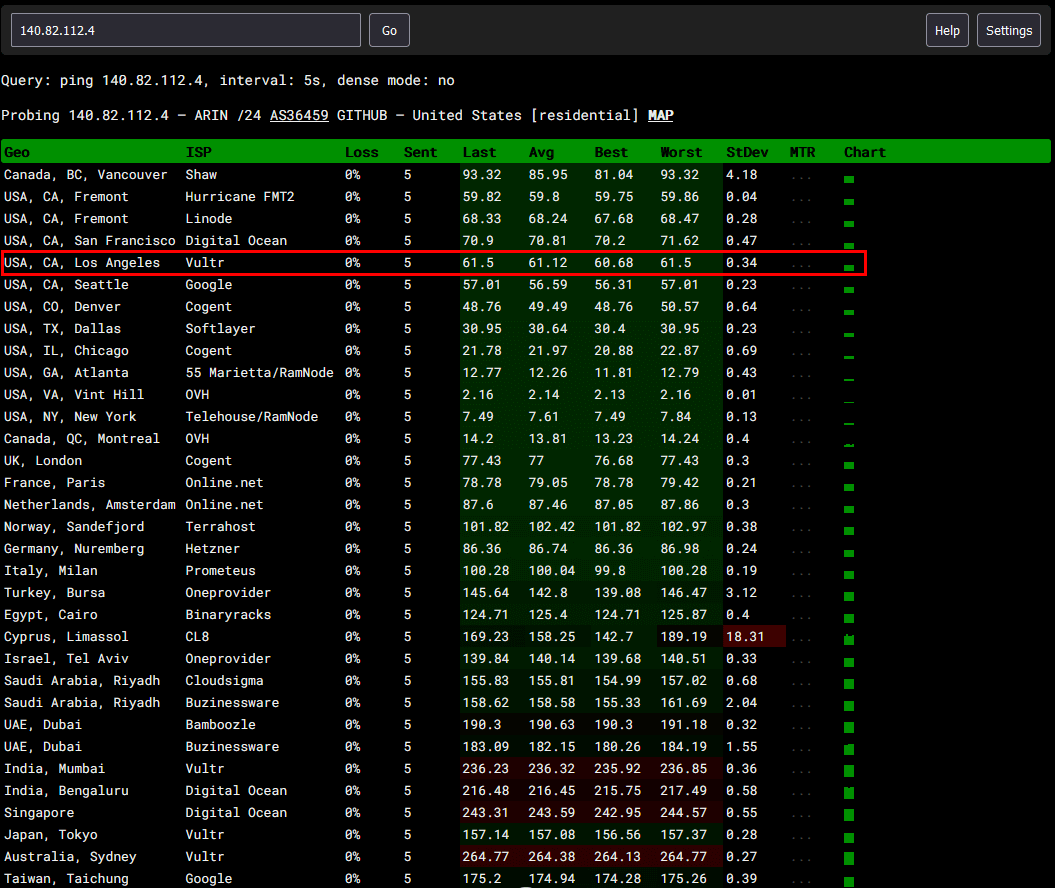 140.82.112.4 Go Help Settings
Query: ping 140.82.112.4, interval: 5s, dense mode: no
Probing 140.82.112.4 — ARIN /24 AS36459 GITHUB — United States [residential] MAP
Geo ISP Loss Sent Last Avg Best Worst StDev MTR Chart
Canada, BC, Vancouver Shaw 0% 5 93.32 85.95 81.04 93.32 4.18 ...
USA, CA, Fremont Hurricane FMT2 0% 5 59.82 59.8 59.75 59.86 0.04 ...
USA, CA, Fremont Linode 0% 5 68.33 68.24 67.68 68.47 0.28 ...
USA, CA, San Francisco Digital Ocean 0% 5 70.9 70.81 70.2 71.62 0.47 ...
USA, CA, Los Angeles Vultr 0% 5 61.5 61.12 60.68 61.5 0.34 ...
USA, CA, Seattle Google 0% 5 57.01 56.59 56.31 57.01 0.23 ...
USA, CO, Denver Cogent 0% 5 48.76 49.49 48.76 50.57 0.64 ...
USA, TX, Dallas Softlayer 0% 5 30.95 30.64 30.4 30.95 0.23 ...
USA, IL, Chicago Cogent 0% 5 21.78 21.97 20.88 22.87 0.69 ...
USA, GA, Atlanta 55 Marietta/RamNode 0% 5 12.77 12.26 11.81 12.79 0.43 ...
USA, VA, Vint Hill OVH 0% 5 2.16 2.14 2.13 2.16 0.01 ...
USA, NY, New York Telehouse/RamNode 0% 5 7.49 7.61 7.49 7.84 0.13 ...
Canada, QC, Montreal OVH 0% 5 14.2 13.81 13.23 14.24 0.4 ...
UK, London Cogent 0% 5 77.43 77 76.68 77.43 0.3 ...
France, Paris Online.net 0% 5 78.78 79.05 78.78 79.42 0.21 ...
Netherlands, Amsterdam Online.net 0% 5 87.6 87.46 87.05 87.86 0.3 ...
Norway, Sandefjord Terrahost 0% 5 101.82 102.42 101.82 102.97 0.38 ...
Germany, Nuremberg Hetzner 0% 5 86.36 86.74 86.36 86.98 0.24 ...
Italy, Milan Prometeus 0% 5 100.28 100.04 99.8 100.28 0.19 ...
Turkey, Bursa Oneprovider 0% 5 145.64 142.8 139.08 146.47 3.12 ...
Egypt, Cairo Binaryracks 0% 5 124.71 125.4 124.71 125.87 0.4 ...
Cyprus, Limassol CL8 0% 5 169.23 158.25 142.7 189.19 18.31 ...
Israel, Tel Aviv Oneprovider 0% 5 139.84 140.14 139.68 140.51 0.33 ...
Saudi Arabia, Riyadh Cloudsigma 0% 5 155.83 155.81 154.99 157.02 0.68 ...
Saudi Arabia, Riyadh Buzinessware 0% 5 158.62 158.58 155.33 161.69 2.04 ...
UAE, Dubai Bamboozle 0% 5 190.3 190.63 190.3 191.18 0.32 ...
UAE, Dubai Buzinessware 0% 5 183.09 182.15 180.26 184.19 1.55 ...
India, Mumbai Vultr 0% 5 236.23 236.32 235.92 236.85 0.36 ...
India, Bengaluru Digital Ocean 0% 5 216.48 216.45 215.75 217.49 0.58 ...
Singapore Digital Ocean 0% 5 243.31 243.59 242.95 244.57 0.55 ...
Japan, Tokyo Vultr 0% 5 157.14 157.08 156.56 157.37 0.28 ...
Australia, Sydney Vultr 0% 5 264.77 264.38 264.13 264.77 0.27 ...
Taiwan, Taichung Google 0% 5 175.2 174.94 174.28 175.26 0.39 ...